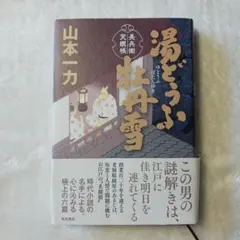 山本一力
長兵衛
天眼帳
湯どうふ
牡丹雪
この男の
謎解きは、
江戸に
佳き明日を
連れてくる
時代小説の
名手による、
心に沁みる
極上の六篇